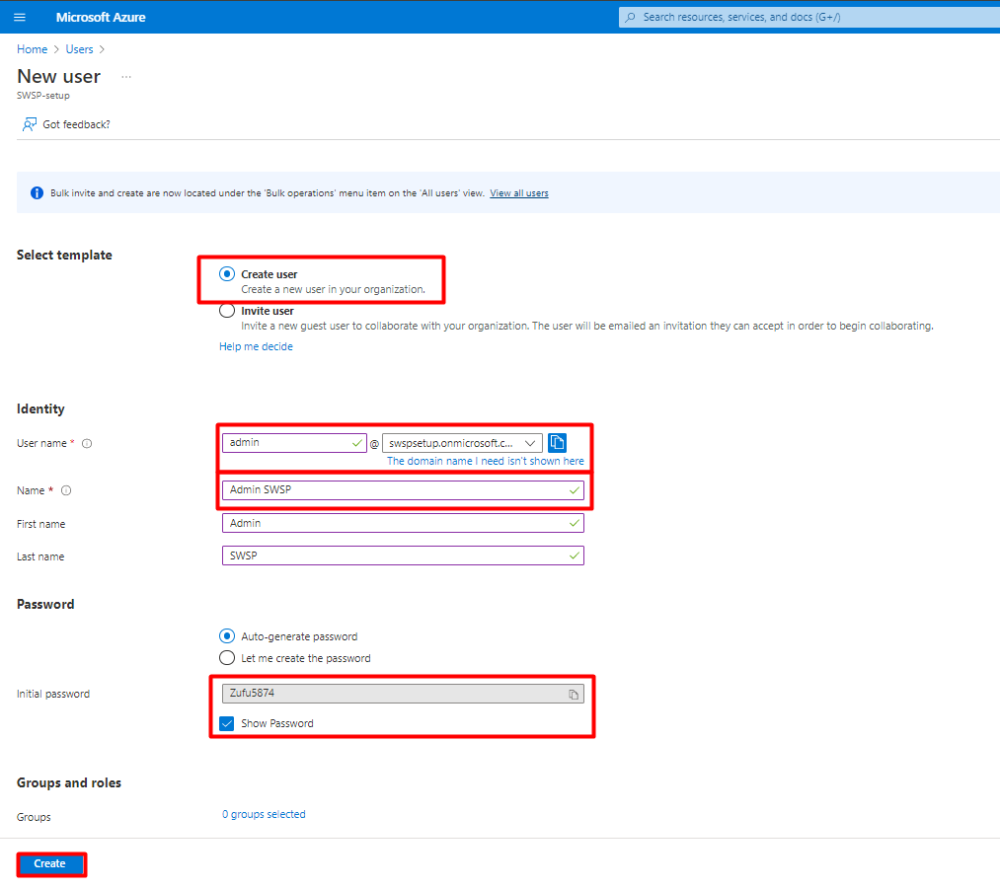 Microsoft Azure
Search resources, services, and docs (G+/)
Home > Users >
New user ...
SWSP-setup
Got feedback?
Bulk invite and create are now located under the 'Bulk operations' menu item on the 'All users' view. View all users
Select template
Create user
Create a new user in your organization.
Invite user
Invite a new guest user to collaborate with your organization. The user will be emailed an invitation they can accept in order to begin collaborating.
Help me decide
Identity
User name * admin @ swspsetup.onmicrosoft.c...
The domain name I need isn't shown here
Name * Admin SWSP
First name Admin
Last name SWSP
Password
Auto-generate password
Let me create the password
Initial password Zufu5874
Show Password
Groups and roles
Groups 0 groups selected
Create